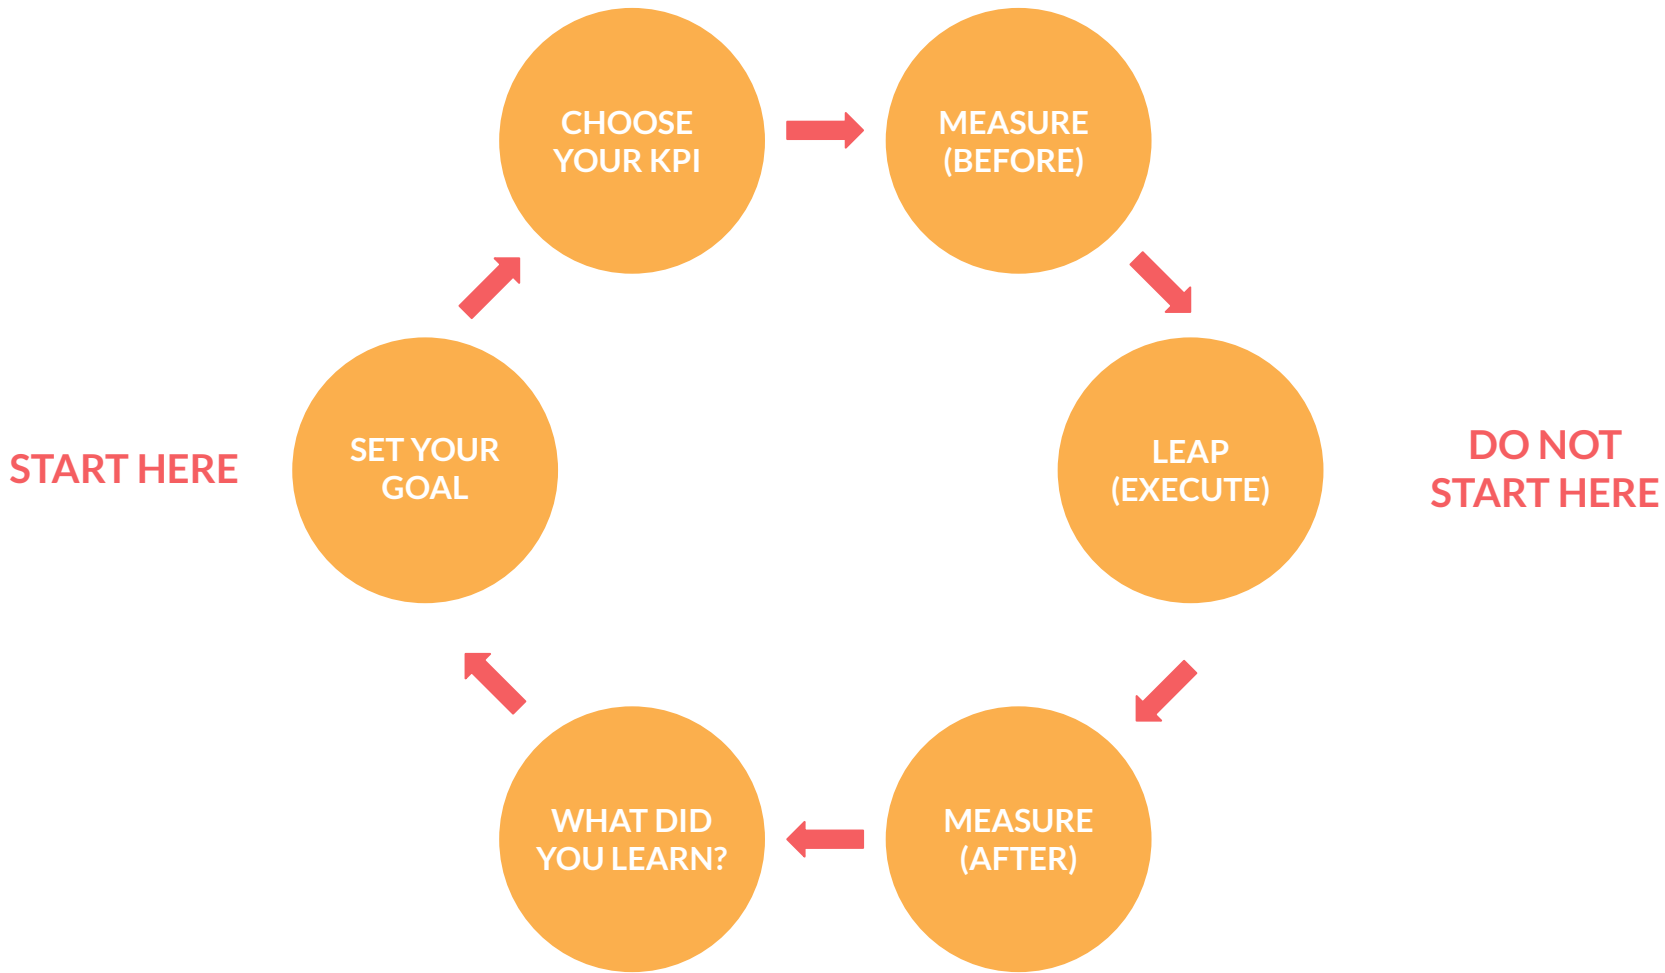 CHOOSE
YOUR KPI
MEASURE
(BEFORE)
START HERE
SET YOUR
GOAL
LEAP
(EXECUTE)
DO NOT
START HERE
WHAT DID
YOU LEARN?
MEASURE
(AFTER)